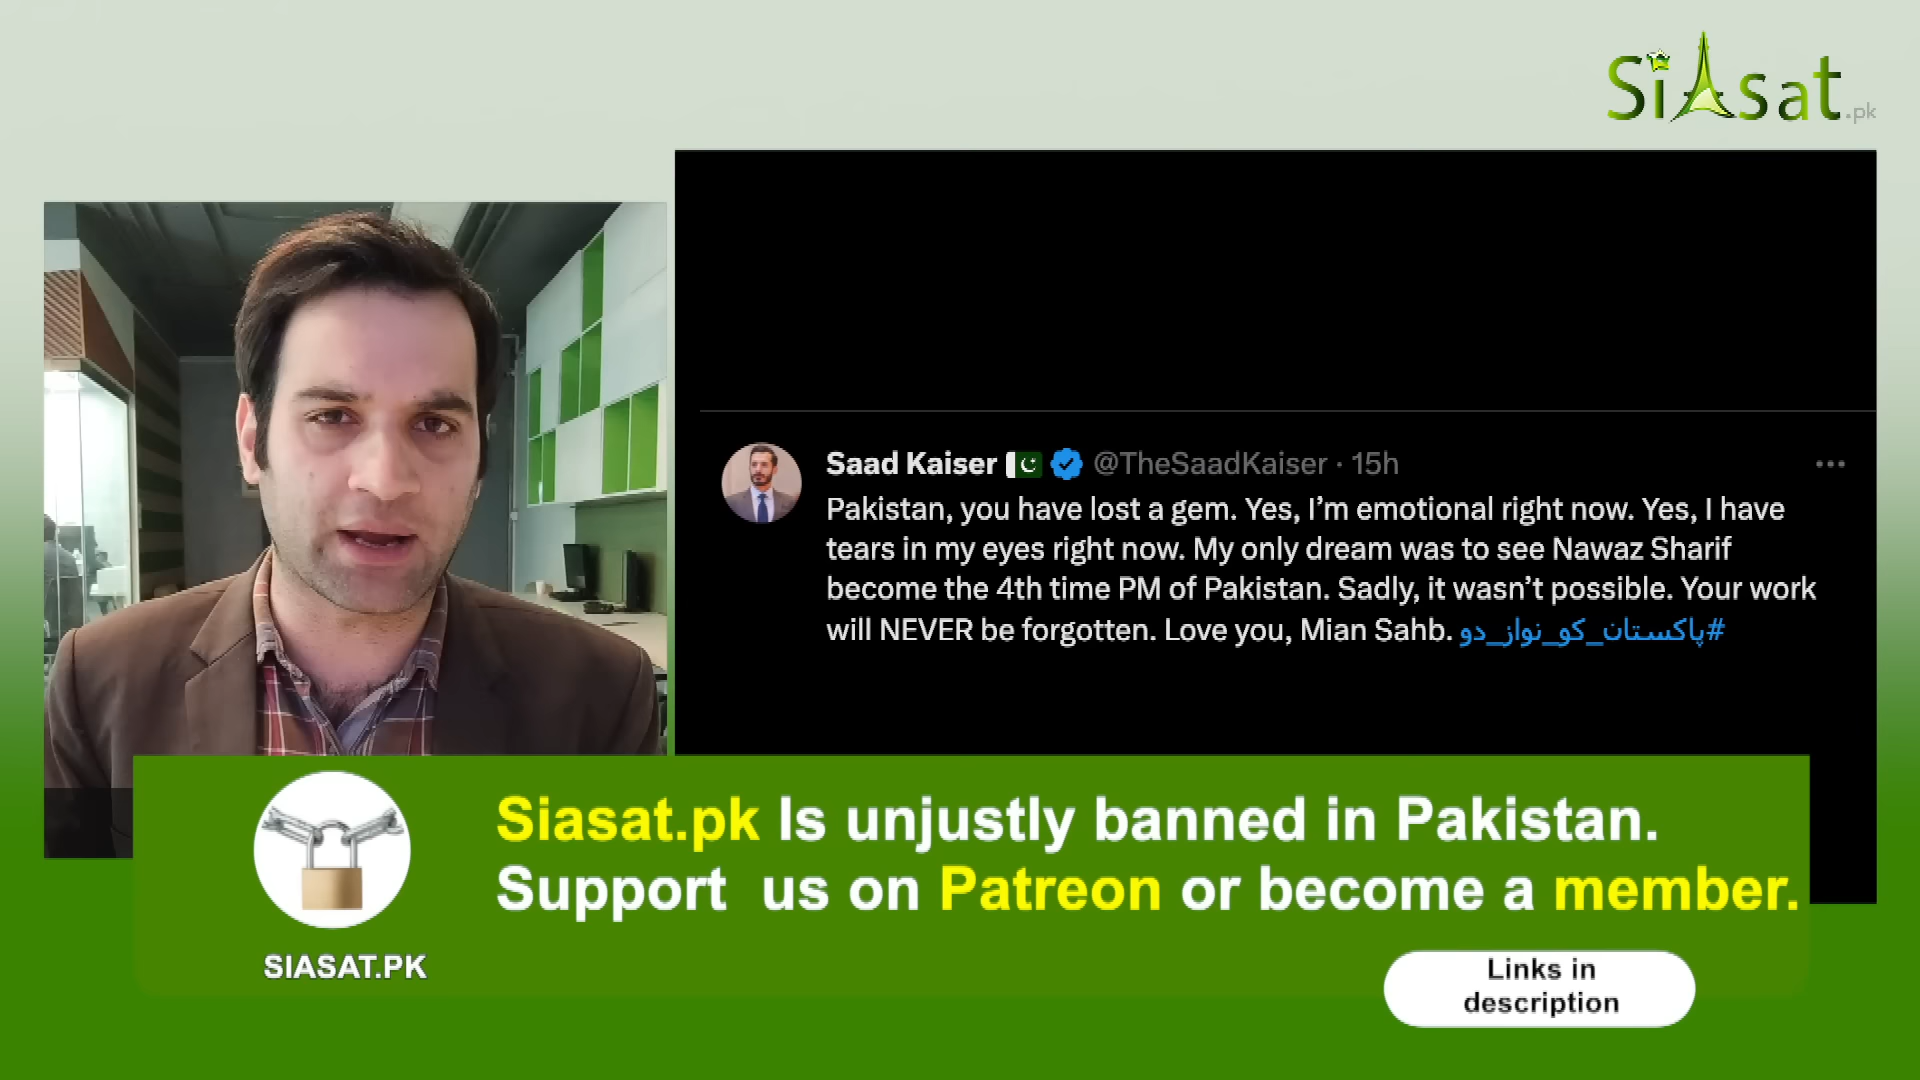 SiAsat.pk
Saad Kaiser @TheSaadKaiser · 15h
Pakistan, you have lost a gem. Yes, I’m emotional right now. Yes, I have
tears in my eyes right now. My only dream was to see Nawaz Sharif
become the 4th time PM of Pakistan. Sadly, it wasn’t possible. Your work
will NEVER be forgotten. Love you, Mian Sahb. #پاکستان_کو_نواز_دو
Siasat.pk Is unjustly banned in Pakistan.
Support us on Patreon or become a member.
SIASAT.PK
Links in
description